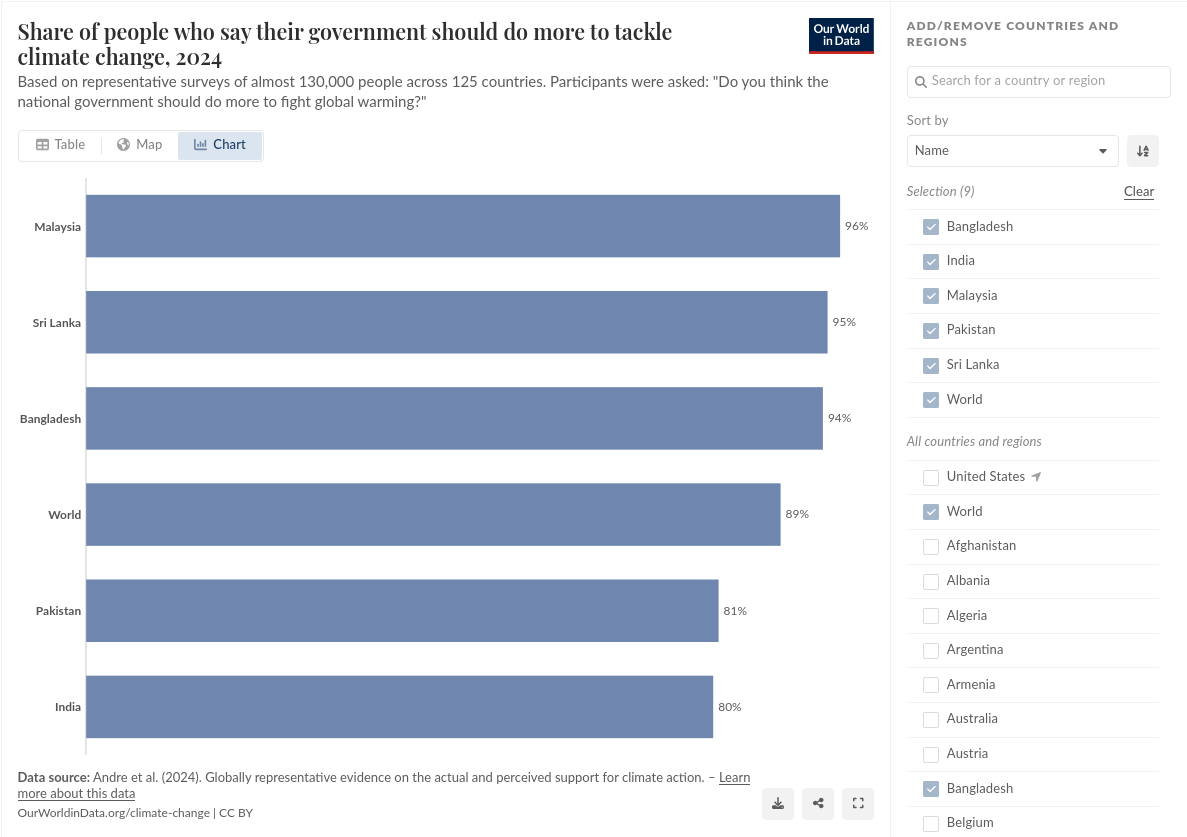 Share of people who say their government should do more to tackle
climate change, 2024
Based on representative surveys of almost 130,000 people across 125 countries. Participants were asked: "Do you think the
national government should do more to fight global warming?"
Our World
in Data
Table
Map
Chart
Malaysia 96%
Sri Lanka 95%
Bangladesh 94%
World 89%
Pakistan 81%
India 80%
Data source: Andre et al. (2024). Globally representative evidence on the actual and perceived support for climate action. – Learn
more about this data
OurWorldinData.org/climate-change | CC BY
ADD/REMOVE COUNTRIES AND
REGIONS
Search for a country or region
Sort by
Name
Selection (9) Clear
Bangladesh
India
Malaysia
Pakistan
Sri Lanka
World
All countries and regions
United States
World
Afghanistan
Albania
Algeria
Argentina
Armenia
Australia
Austria
Bangladesh
Belgium